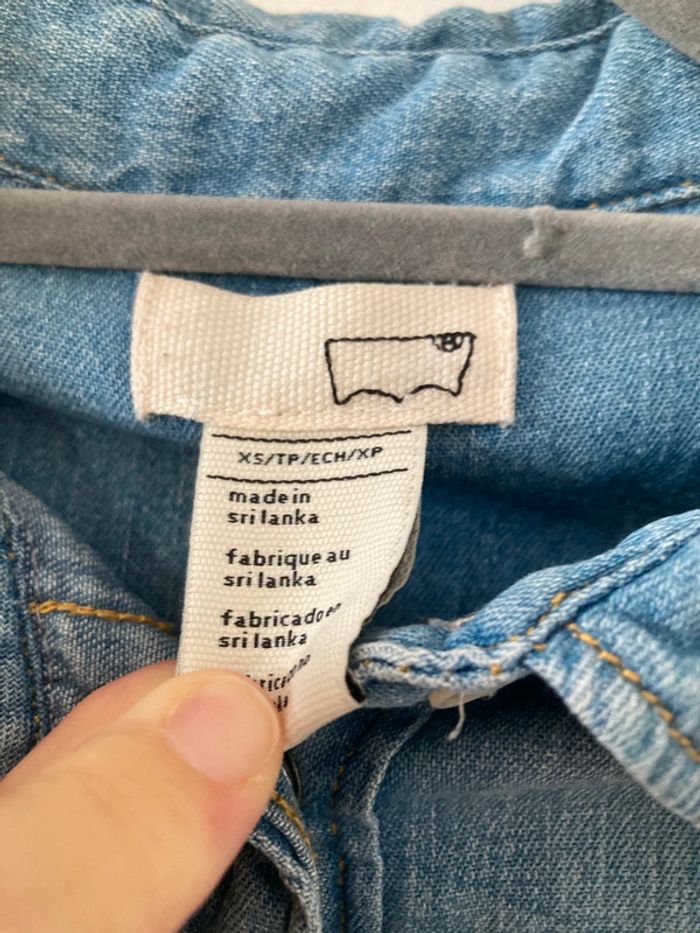 XS/TP/ECH/XP
made in
sri lanka
fabrique au
sri lanka
fabricado en
sri lanka